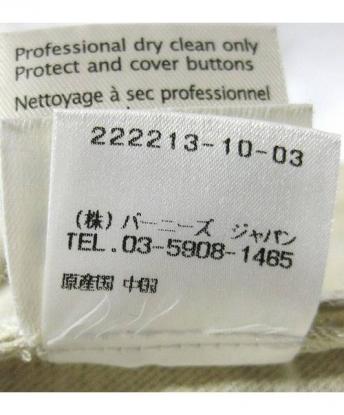 Professional dry clean only
Protect and cover buttons
Nettoyage à sec professionnel
222213-10-03
(株) バーニーズ ジャパン
TEL.03-5908-1465
原産国 中国